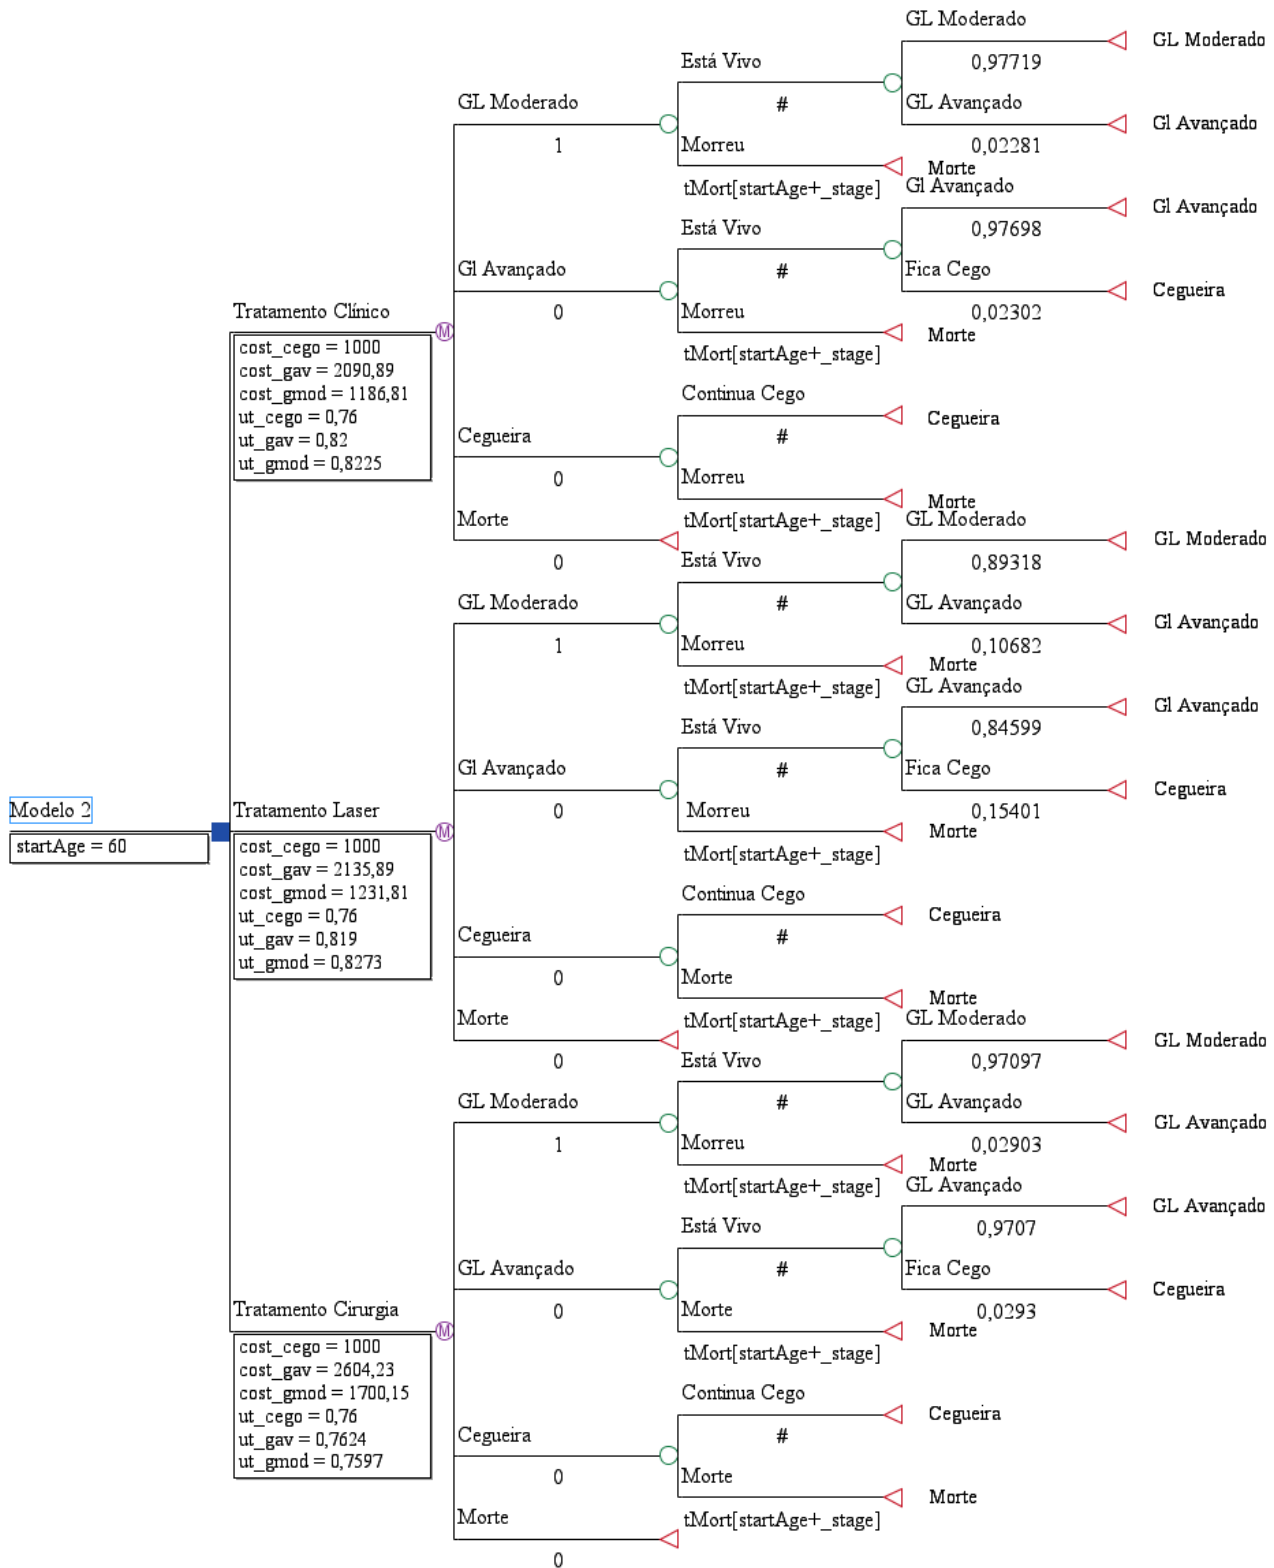 GL Moderado
GL Moderado
Está Vivo
0,97719
GL Moderado
#
GL Avançado
Gl Avançado
1
Morreu
0,02281
Morte
tMort[startAge+_stage]
Gl Avançado
Gl Avançado
Está Vivo
0,97698
Gl Avançado
#
Fica Cego
Cegueira
0
Morreu
0,02302
Morte
tMort[startAge+_stage]
Tratamento Clínico
M
cost_cego = 1000
cost_gav = 2090,89
cost_gmod = 1186,81
ut_cego = 0,76
ut_gav = 0,82
ut_gmod = 0,8225
Continua Cego
Cegueira
Cegueira
#
0
Morreu
Morte
tMort[startAge+_stage]
Morte
0
GL Moderado
GL Moderado
Está Vivo
0,89318
GL Moderado
#
GL Avançado
Gl Avançado
1
Morreu
0,10682
Morte
tMort[startAge+_stage]
GL Avançado
Gl Avançado
Está Vivo
0,84599
Gl Avançado
#
Fica Cego
Cegueira
0
Morreu
0,15401
Morte
tMort[startAge+_stage]
Modelo 2
startAge = 60
Tratamento Laser
M
cost_cego = 1000
cost_gav = 2135,89
cost_gmod = 1231,81
ut_cego = 0,76
ut_gav = 0,819
ut_gmod = 0,8273
Continua Cego
Cegueira
Cegueira
#
0
Morte
Morte
tMort[startAge+_stage]
Morte
0
GL Moderado
GL Moderado
Está Vivo
0,97097
GL Moderado
#
GL Avançado
GL Avançado
1
Morreu
0,02903
Morte
tMort[startAge+_stage]
GL Avançado
GL Avançado
Está Vivo
0,9707
GL Avançado
#
Fica Cego
Cegueira
0
Morte
0,0293
Morte
tMort[startAge+_stage]
Tratamento Cirurgia
M
cost_cego = 1000
cost_gav = 2604,23
cost_gmod = 1700,15
ut_cego = 0,76
ut_gav = 0,7624
ut_gmod = 0,7597
Continua Cego
Cegueira
Cegueira
#
0
Morte
Morte
tMort[startAge+_stage]
Morte
0